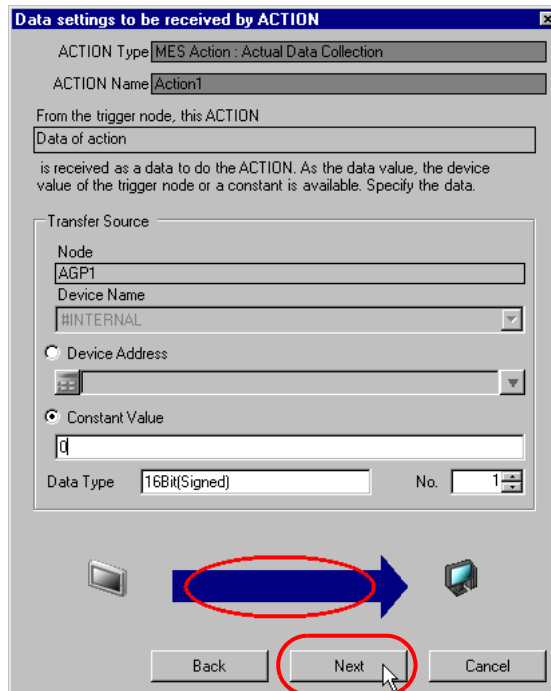 Data settings to be received by ACTION
ACTION Type MES Action : Actual Data Collection
ACTION Name Action1
From the trigger node, this ACTION
Data of action
is received as a data to do the ACTION. As the data value, the device
value of the trigger node or a constant is available. Specify the data.
Transfer Source
Node
AGP1
Device Name
#INTERNAL
Device Address
Constant Value
0
Data Type 16Bit(Signed) No. 1
Back Next Cancel